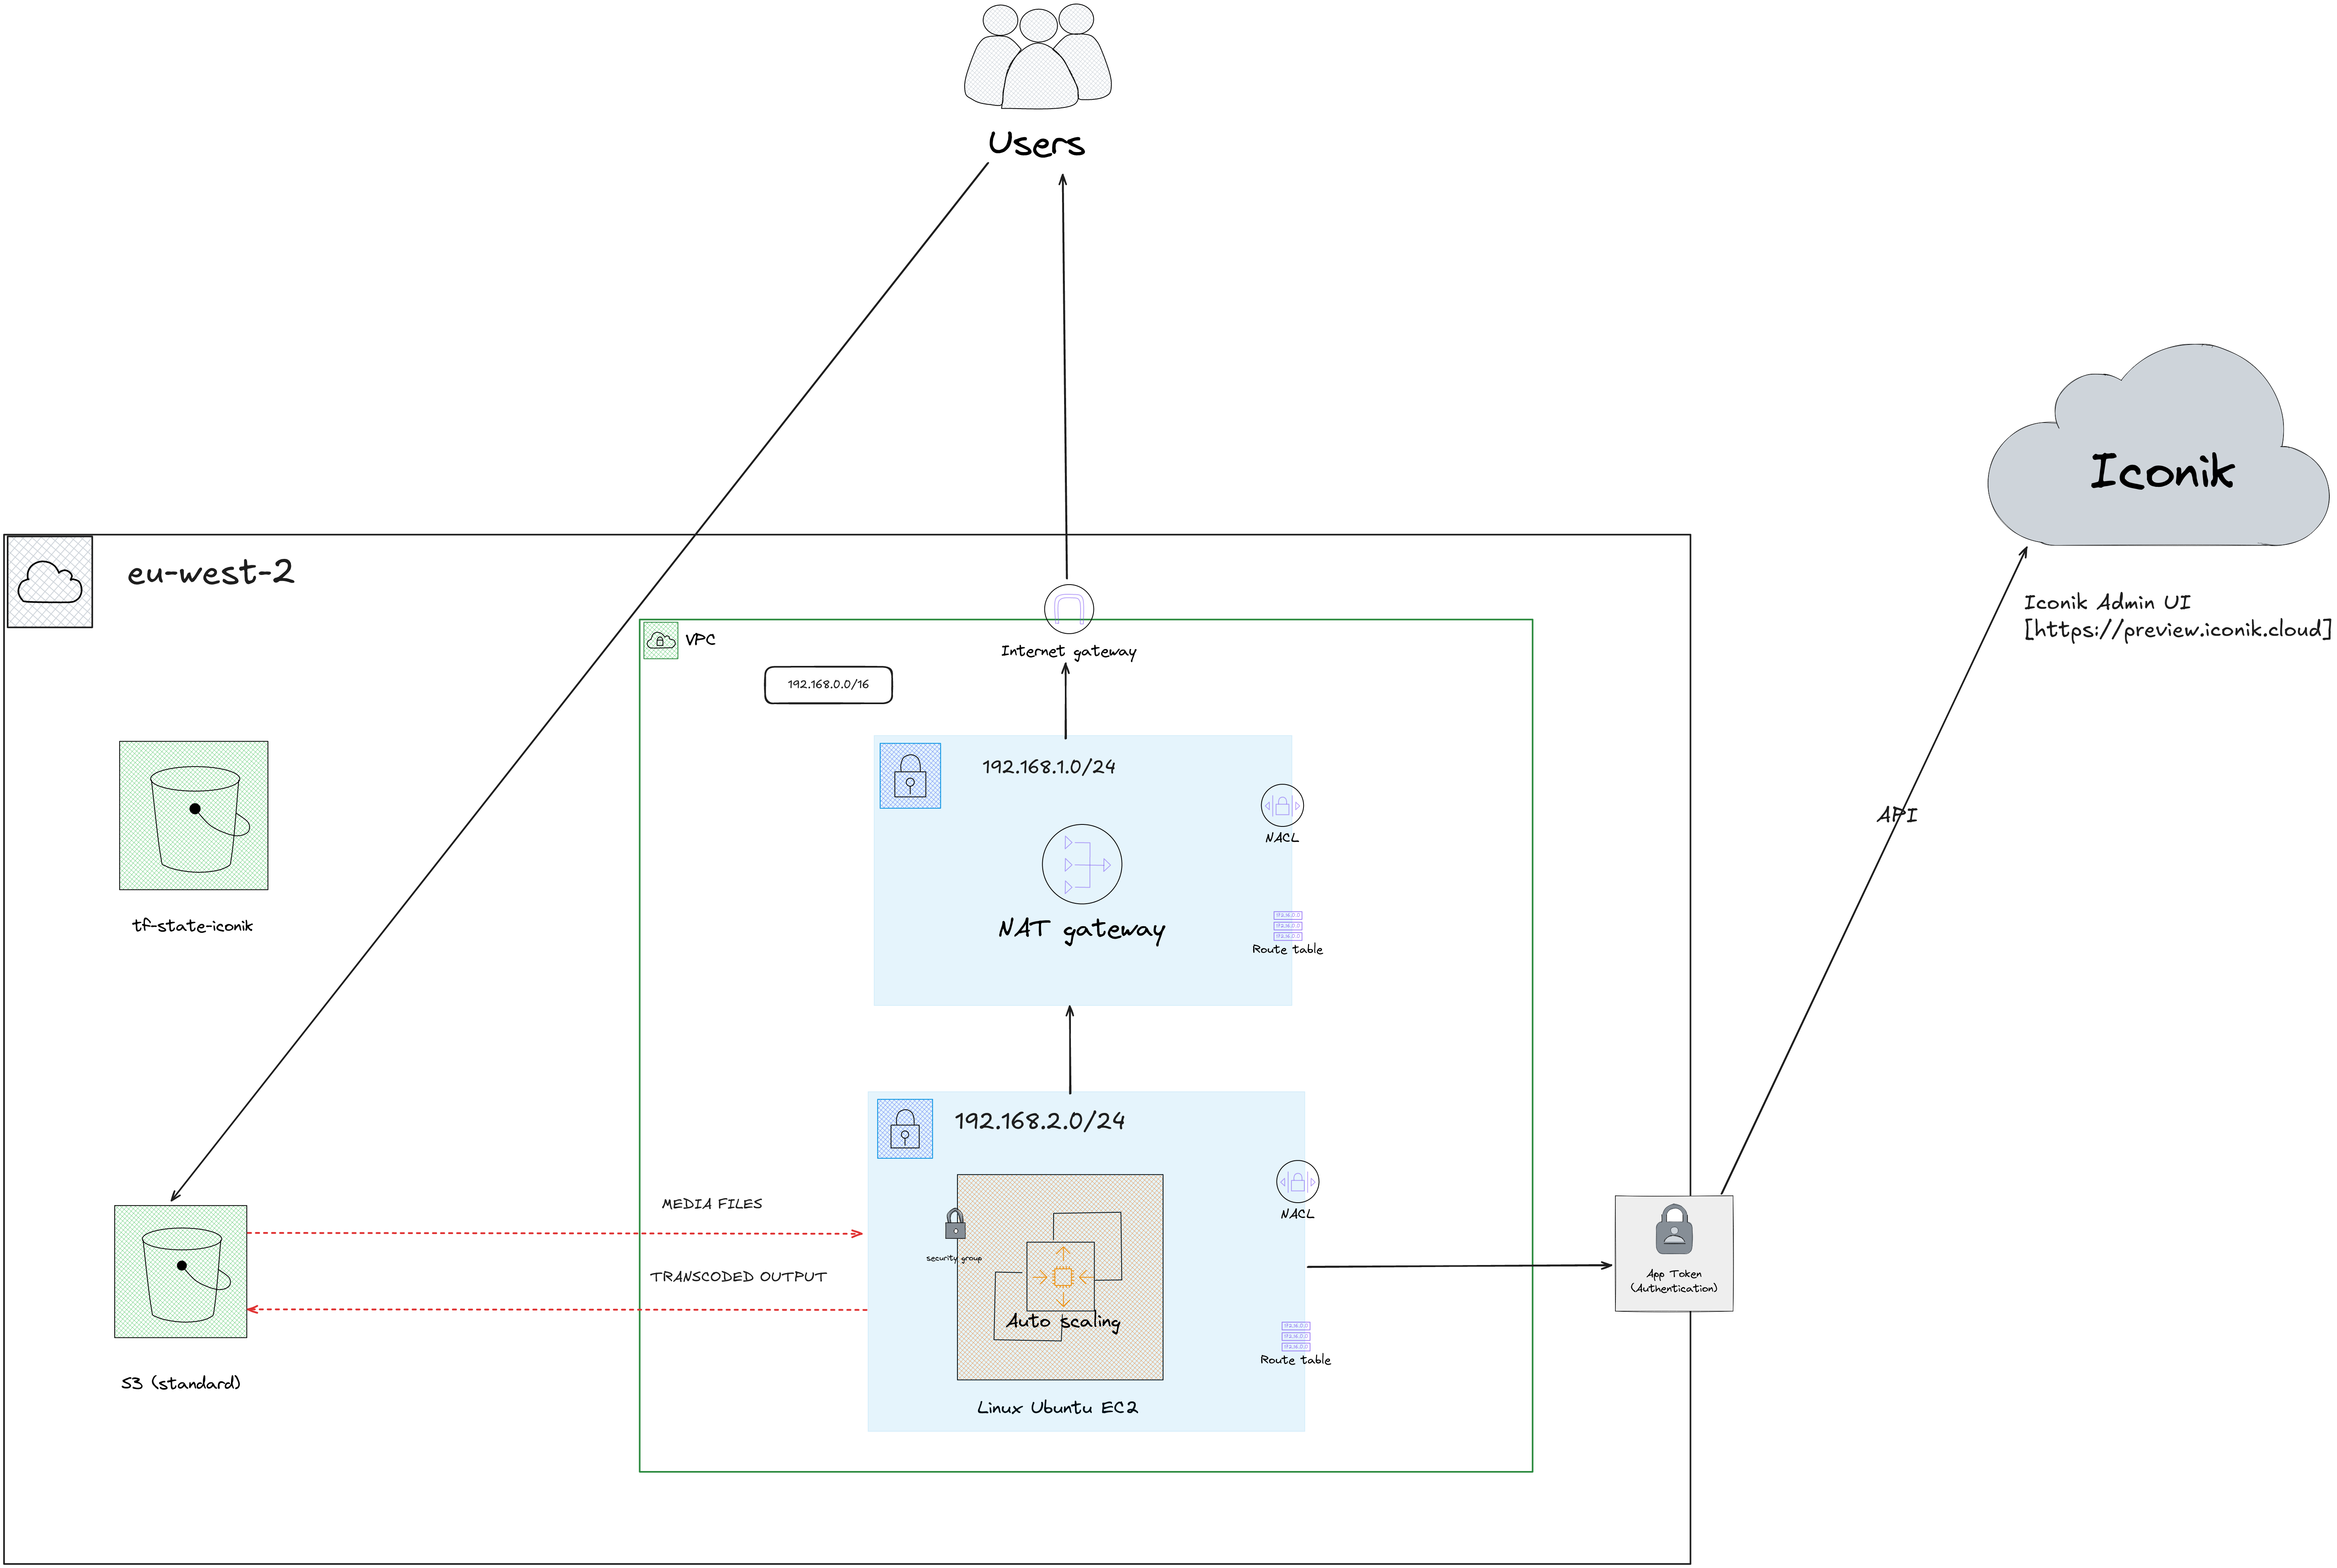 Users
Iconik
eu-west-2
Iconik Admin UI
[https://preview.iconik.cloud]
VPC
Internet gateway
192.168.0.0/16
192.168.1.0/24
API
NACL
tf-state-iconik
NAT gateway
Route table
192.168.2.0/24
MEDIA FILES
NACL
security group
TRANSCODED OUTPUT
App Token
(Authentication)
Auto scaling
Route table
S3 (standard)
Linux Ubuntu EC2